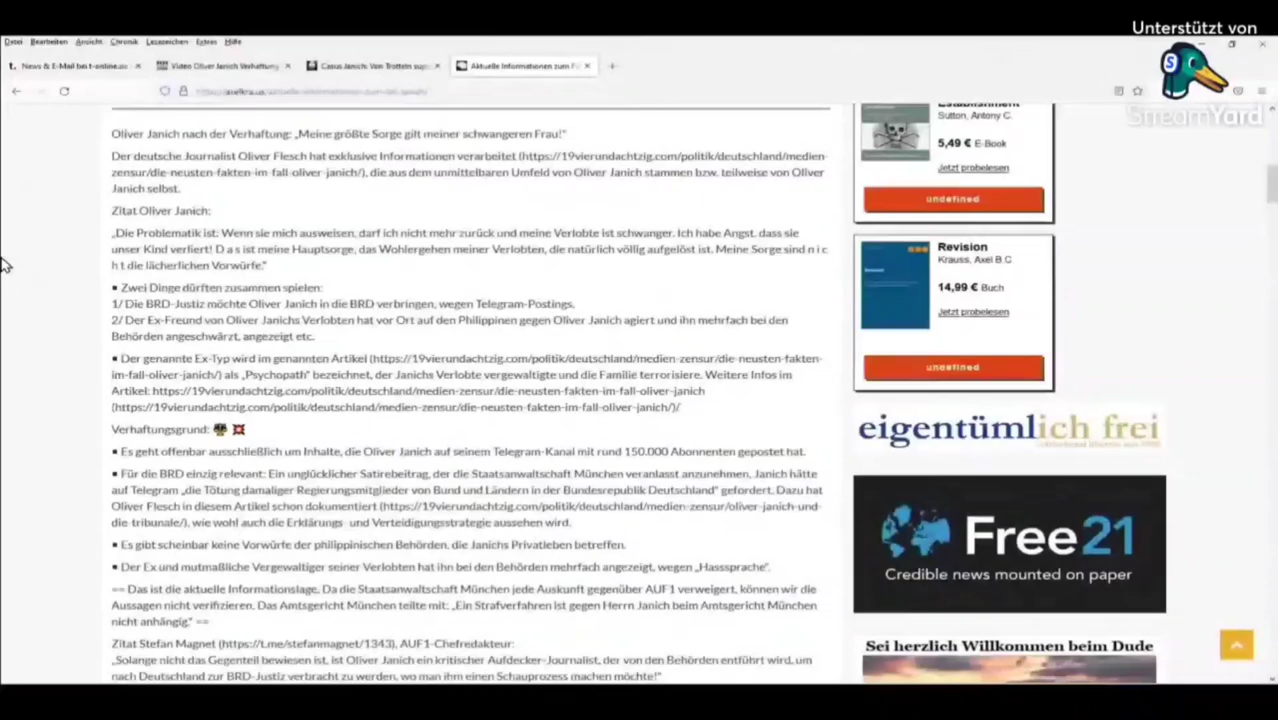 Unterstützt von
Datei Bearbeiten Ansicht Chronik Lesezeichen Extras Hilfe
News & E-Mail bei t-online.de
Video Oliver Janich Verhaftung
Causa Janich: Von Trotteln
Aktuelle Informationen zum
StreamYard
Oliver Janich nach der Verhaftung: „Meine größte Sorge gilt meiner schwangeren Frau!"
Der deutsche Journalist Oliver Flesch hat exklusive Informationen verarbeitet (https://19vierundachtzig.com/politik/deutschland/medien-
zensur/die-neusten-fakten-im-fall-oliver-janich/), die aus dem unmittelbaren Umfeld von Oliver Janich stammen bzw. teilweise von Oliver
Janich selbst.
Zitat Oliver Janich:
„Die Problematik ist: Wenn sie mich ausweisen, darf ich nicht mehr zurück und meine Verlobte ist schwanger. Ich habe Angst, dass sie
unser Kind verliert! D a s ist meine Hauptsorge, das Wohlergehen meiner Verlobten, die natürlich völlig aufgelöst ist. Meine Sorge sind n i c
h t die lächerlichen Vorwürfe."
▪ Zwei Dinge dürften zusammen spielen:
1/ Die BRD-Justiz möchte Oliver Janich in die BRD verbringen, wegen Telegram-Postings.
2/ Der Ex-Freund von Oliver Janichs Verlobten hat vor Ort auf den Philippinen gegen Oliver Janich agiert und ihn mehrfach bei den
Behörden angeschwärzt, angezeigt etc.
▪ Der genannte Ex-Typ wird im genannten Artikel (https://19vierundachtzig.com/politik/deutschland/medien-zensur/die-neusten-fakten-
im-fall-oliver-janich/) als „Psychopath" bezeichnet, der Janichs Verlobte vergewaltigte und die Familie terrorisiere. Weitere Infos im
Artikel: https://19vierundachtzig.com/politik/deutschland/medien-zensur/die-neusten-fakten-im-fall-oliver-janich
(https://19vierundachtzig.com/politik/deutschland/medien-zensur/die-neusten-fakten-im-fall-oliver-janich/)/
Verhaftungsgrund:
▪ Es geht offenbar ausschließlich um Inhalte, die Oliver Janich auf seinem Telegram-Kanal mit rund 150.000 Abonnenten gepostet hat.
▪ Für die BRD einzig relevant: Ein unglücklicher Satirebeitrag, der die Staatsanwaltschaft München veranlasst anzunehmen, Janich hätte
auf Telegram „die Tötung damaliger Regierungsmitglieder von Bund und Ländern in der Bundesrepublik Deutschland" gefordert. Dazu hat
Oliver Flesch in diesem Artikel schon dokumentiert (https://19vierundachtzig.com/politik/deutschland/medien-zensur/oliver-janich-und-
die-tribunale/), wie wohl auch die Erklärungs- und Verteidigungsstrategie aussehen wird.
▪ Es gibt scheinbar keine Vorwürfe der philippinischen Behörden, die Janichs Privatleben betreffen.
▪ Der Ex und mutmaßliche Vergewaltiger seiner Verlobten hat ihn bei den Behörden mehrfach angezeigt, wegen „Hasssprache".
== Das ist die aktuelle Informationslage. Da die Staatsanwaltschaft München jede Auskunft gegenüber AUF1 verweigert, können wir die
Aussagen nicht verifizieren. Das Amtsgericht München teilte mit: „Ein Strafverfahren ist gegen Herrn Janich beim Amtsgericht München
nicht anhängig." ==
Zitat Stefan Magnet (https://t.me/stefanmagnet/1343), AUF1-Chefredakteur:
„Solange nicht das Gegenteil bewiesen ist, ist Oliver Janich ein kritischer Aufdecker-Journalist, der von den Behörden entführt wird, um
nach Deutschland zur BRD-Justiz verbracht zu werden, wo man ihm einen Schauprozess machen möchte!"
Establishment
Sutton, Antony C.
5,49 € E-Book
Jetzt probelesen
undefined
Revision
Krauss, Axel B.C
14,99 € Buch
Jetzt probelesen
undefined
eigentümlich frei
Free21
Credible news mounted on paper
Sei herzlich Willkommen beim Dude